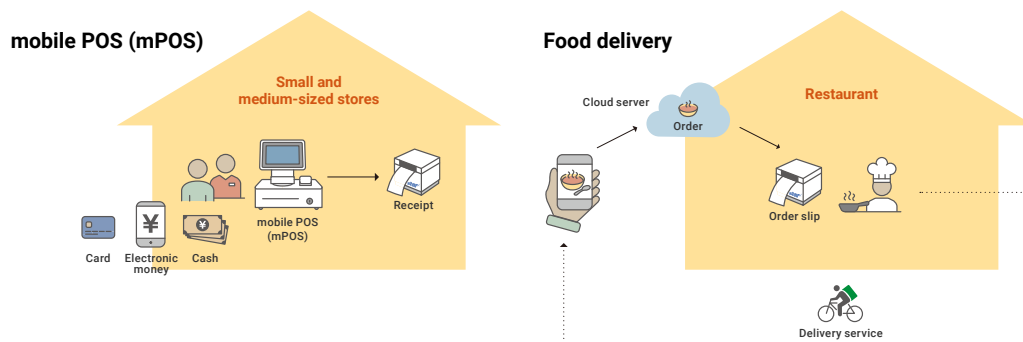 mobile POS (mPOS)
Small and
medium-sized stores
mobile POS
(mPOS)
Receipt
Card
Electronic
money
Cash
¥
¥
Food delivery
Cloud server
Order
Restaurant
Order slip
Delivery service